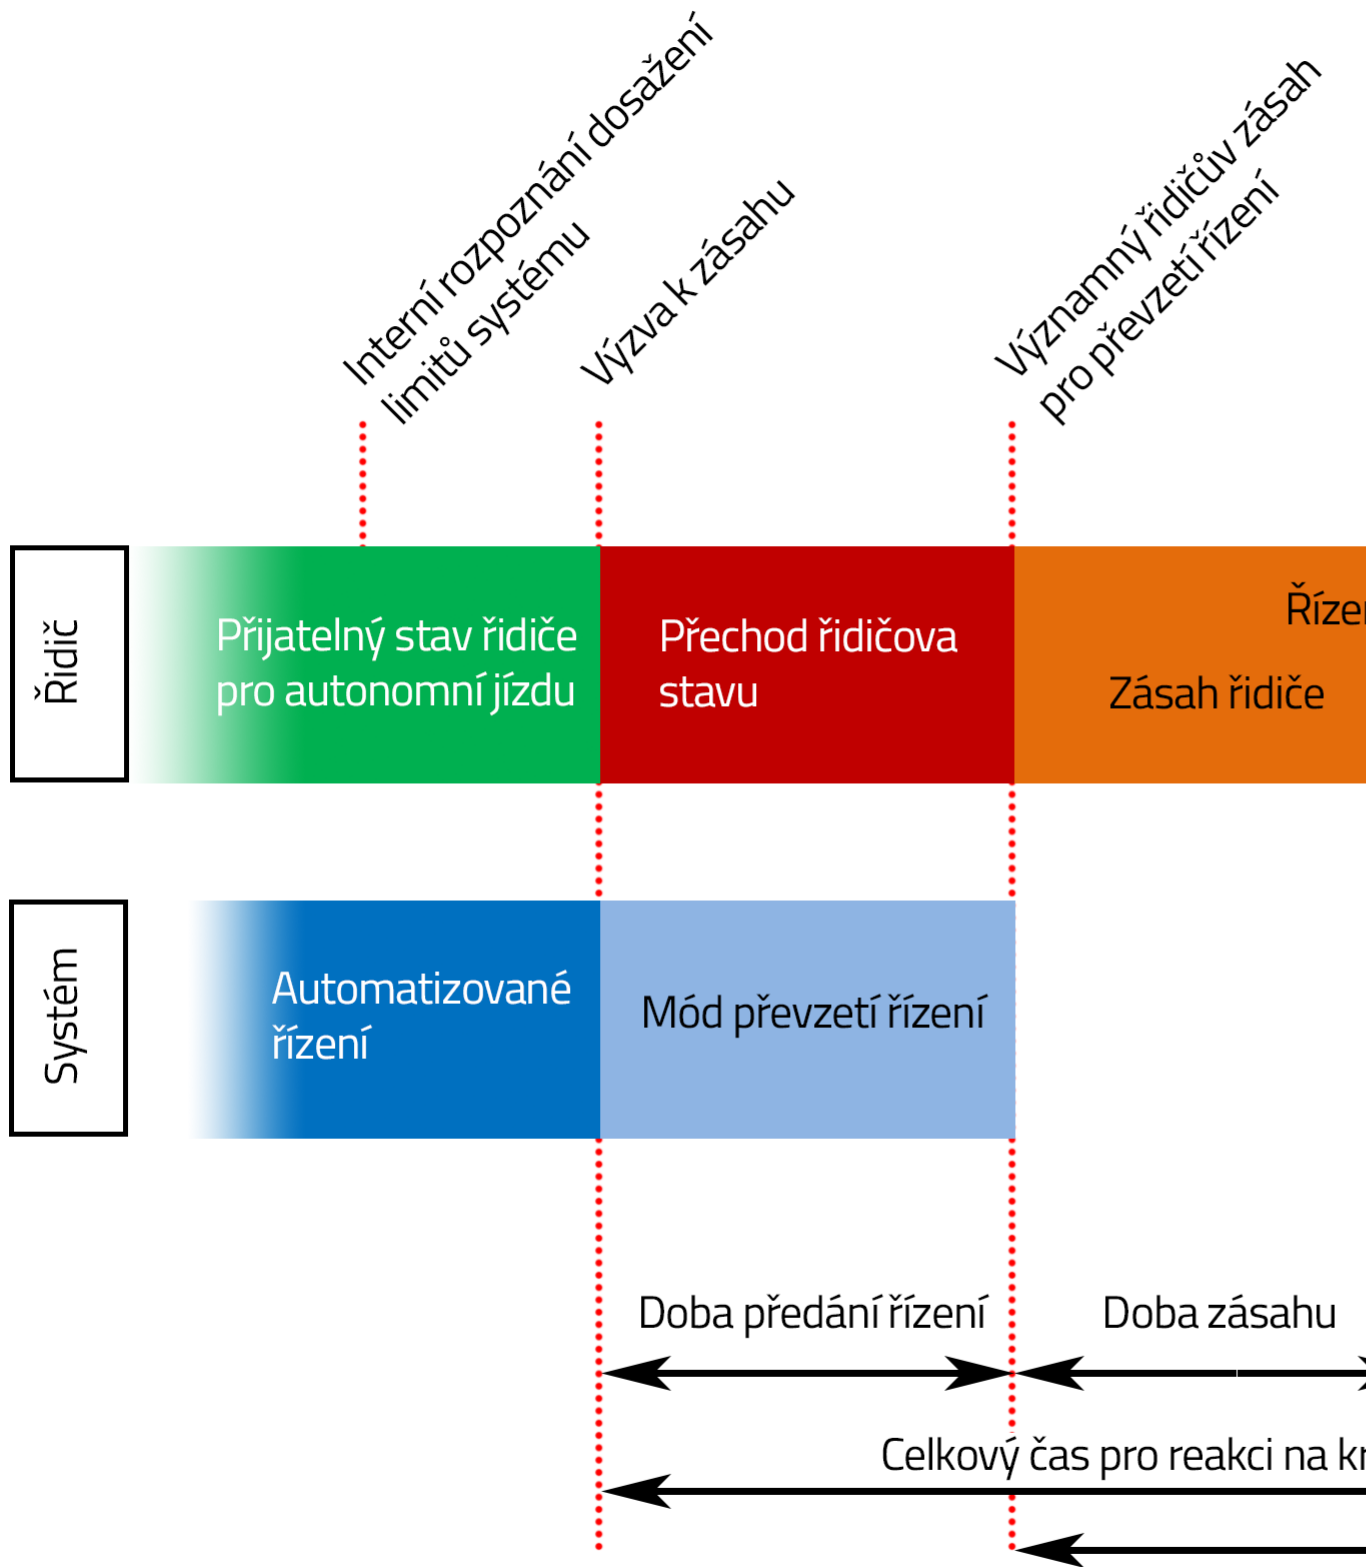 Interní rozpoznání dosažení
limitů systému
Výzva k zásahu
Významný řidičův zásah
pro převzetí řízení
Řidič
Přijatelný stav řidiče
pro autonomní jízdu
Přechod řidičova
stavu
Zásah řidiče
Systém
Automatizované
řízení
Mód převzetí řízení
Doba předání řízení
Doba zásahu
Celkový čas pro reakci na